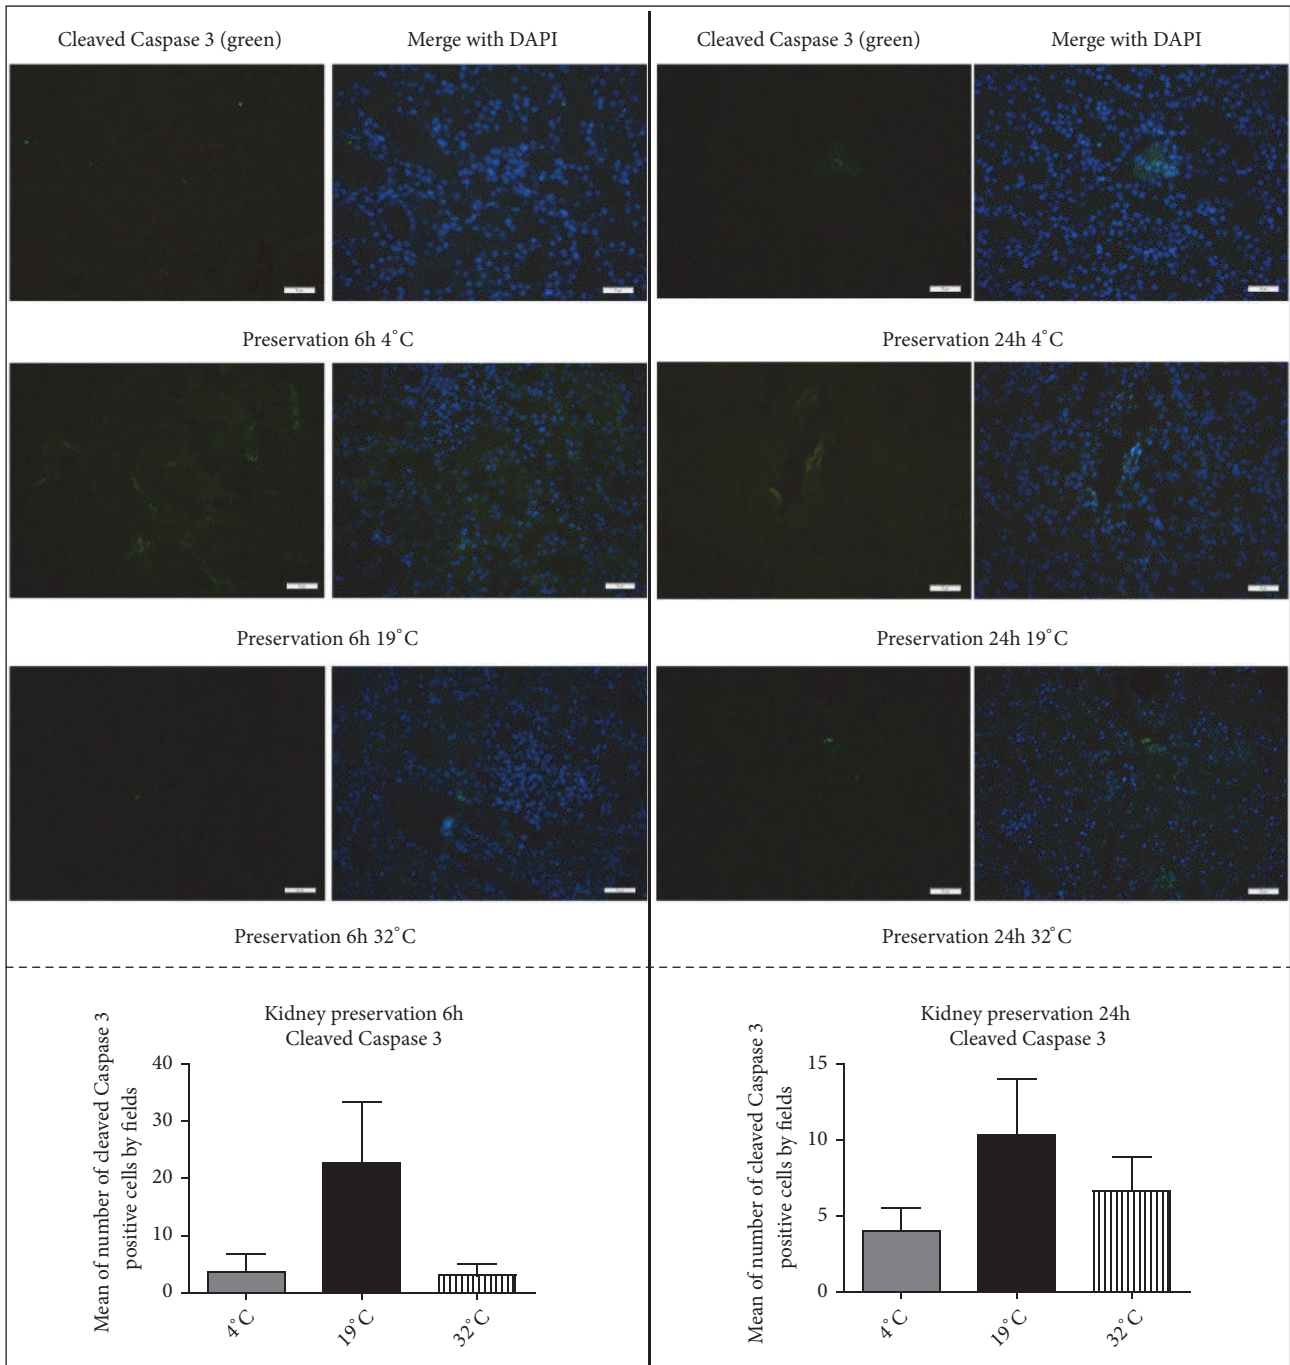 Cleaved Caspase 3 (green)
Merge with DAPI
Cleaved Caspase 3 (green)
Merge with DAPI
Preservation 6h 4°C
Preservation 24h 4°C
Preservation 6h 19°C
Preservation 24h 19°C
Preservation 6h 32°C
Preservation 24h 32°C
Kidney preservation 6h
Cleaved Caspase 3
Mean of number of cleaved Caspase 3
positive cells by fields
40
30
20
10
0
4°C
19°C
32°C
Kidney preservation 24h
Cleaved Caspase 3
Mean of number of cleaved Caspase 3
positive cells by fields
15
10
5
0
4°C
19°C
32°C